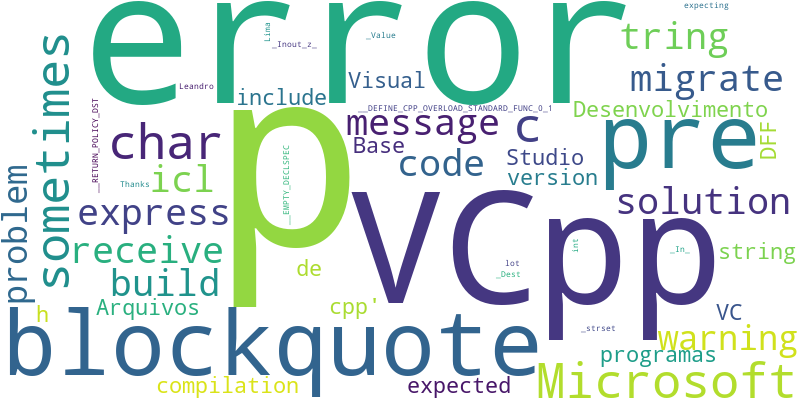 error
p
VCpp
blockquote
pre
Microsoft
sometimes
char
tring
migrate
expecting
Lima
_Inout_z_
_Value
Leandro
include
Visual
__DEFINE_CPP_OVERLOAD_STANDARD_FUNC_0_1
Desenvolvimento
message
c
DFF
__RETURN_POLICY_DST
Base
code
Studio
version
icl
Thanks
__EMPTY_DECLSPEC
problem
express
solution
receive
build
de
lot
_Dest
int
_In_
string
Arquivos
cpp'
h
_strset
VC
warning
programas
compilation
expected